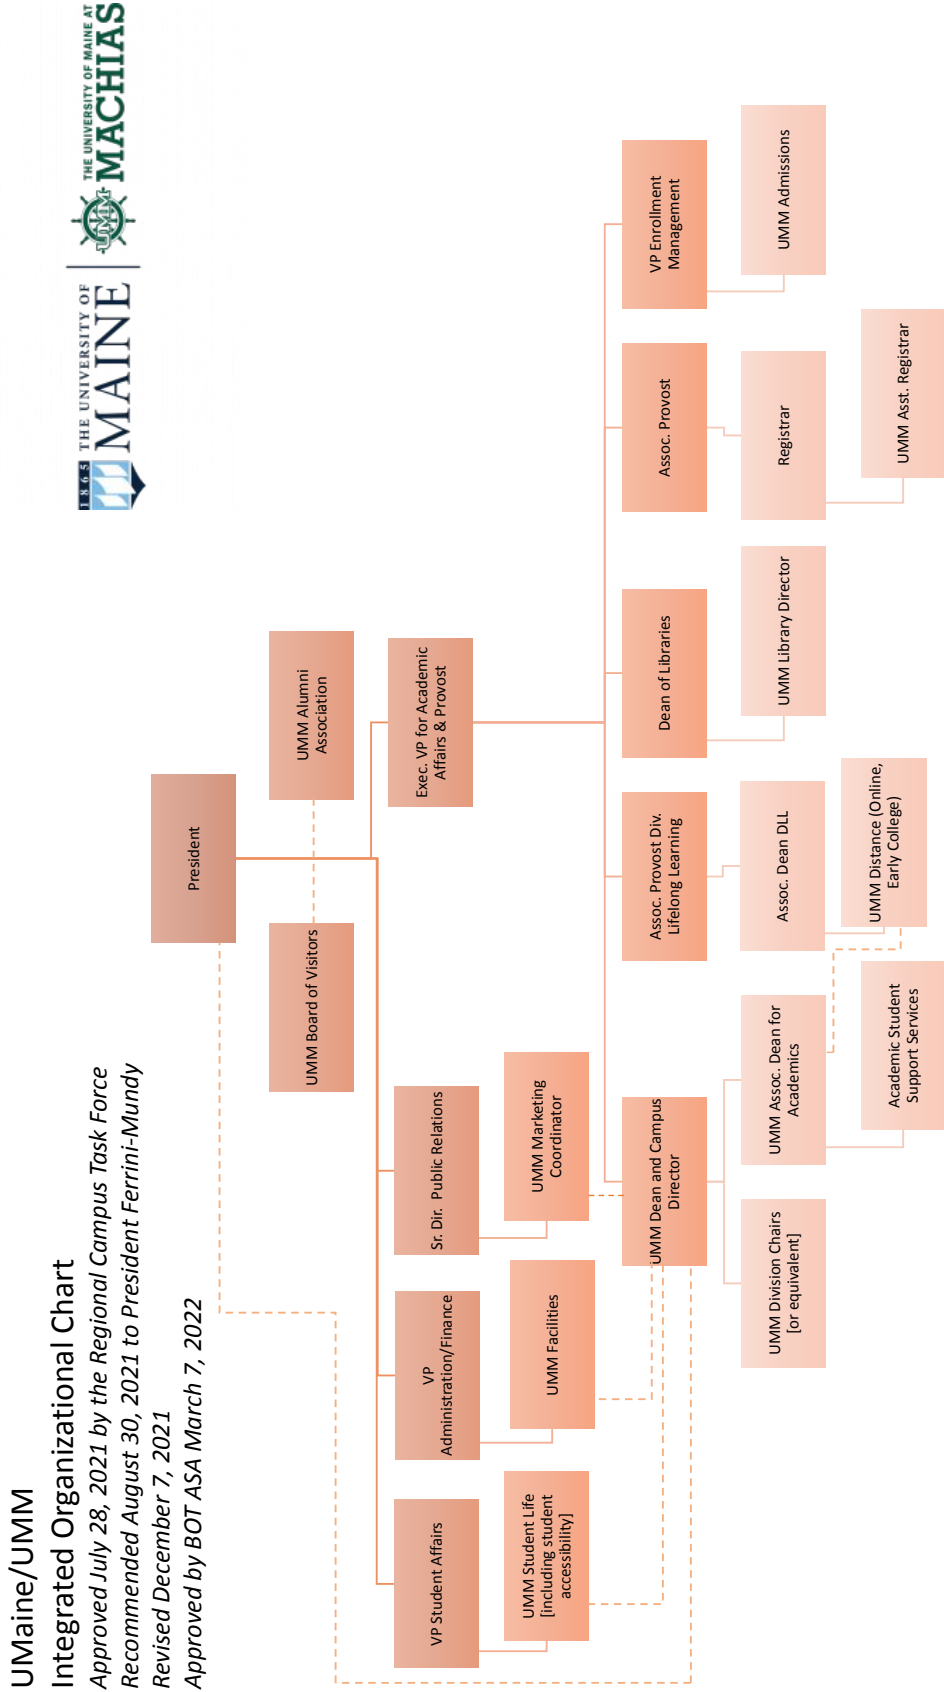 UMaine/UMM
Integrated Organizational Chart
Approved July 28, 2021 by the Regional Campus Task Force
Recommended August 30, 2021 to President Ferrini-Mundy
Revised December 7, 2021
Approved by BOT ASA March 7, 2022
1865
THE UNIVERSITY OF
MAINE
UMM
THE UNIVERSITY OF MAINE AT
MACHIAS
President
UMM Board of Visitors
UMM Alumni
Association
VP Student Affairs
VP
Administration/Finance
Sr. Dir. Public Relations
Exec. VP for Academic
Affairs & Provost
UMM Student Life
[including student
accessibility]
UMM Facilities
UMM Marketing
Coordinator
UMM Dean and Campus
Director
Assoc. Provost Div.
Lifelong Learning
Dean of Libraries
Assoc. Provost
VP Enrollment
Management
UMM Division Chairs
[or equivalent]
UMM Assoc. Dean for
Academics
Assoc. Dean DLL
UMM Library Director
Registrar
UMM Admissions
Academic Student
Support Services
UMM Distance (Online,
Early College)
UMM Asst. Registrar